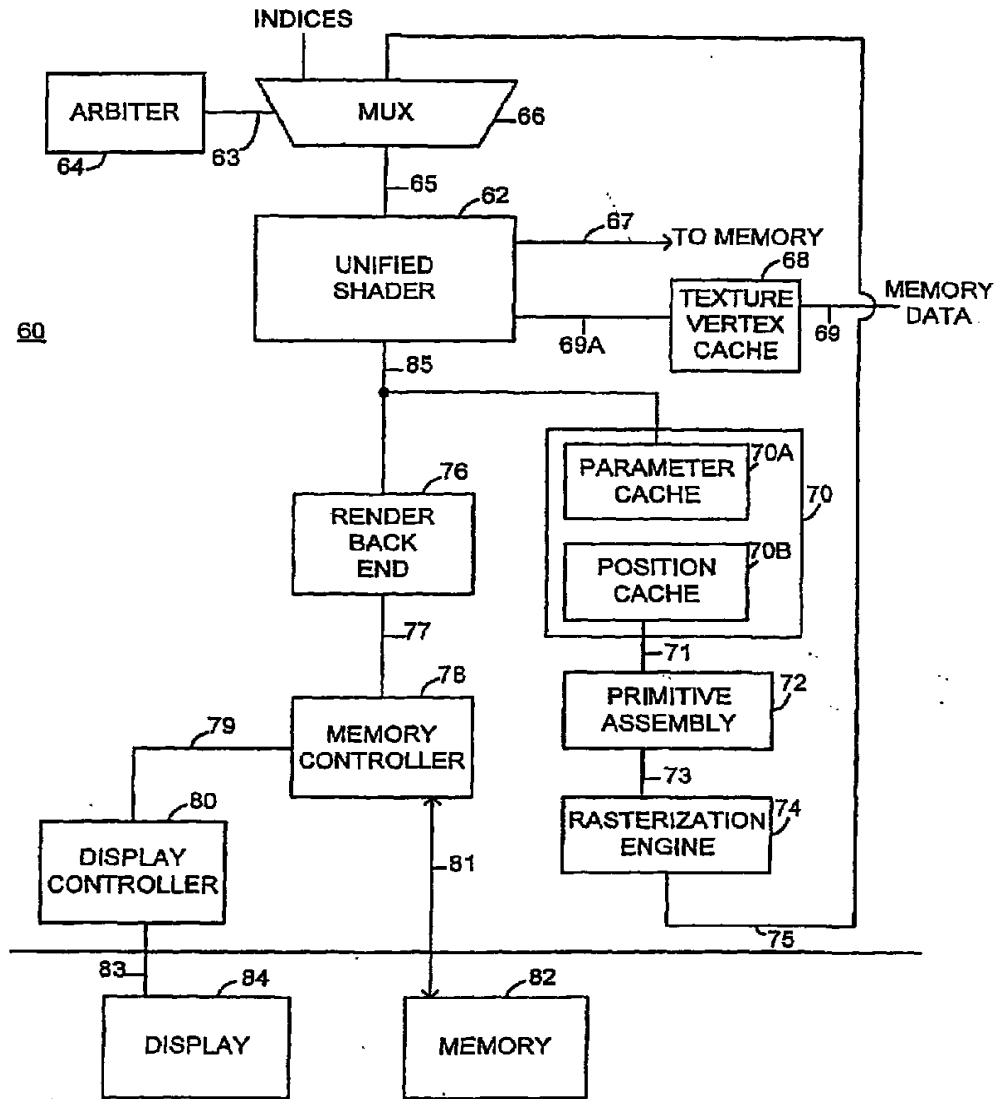 INDICES
ARBITER
64
63
MUX
66
65
62
UNIFIED
SHADER
67
TO MEMORY
68
TEXTURE
VERTEX
CACHE
69A
69
MEMORY
DATA
60
85
76
RENDER
BACK
END
70A
PARAMETER
CACHE
70
70B
POSITION
CACHE
77
71
78
MEMORY
CONTROLLER
72
PRIMITIVE
ASSEMBLY
79
73
80
DISPLAY
CONTROLLER
81
74
RASTERIZATION
ENGINE
75
83
84
DISPLAY
82
MEMORY